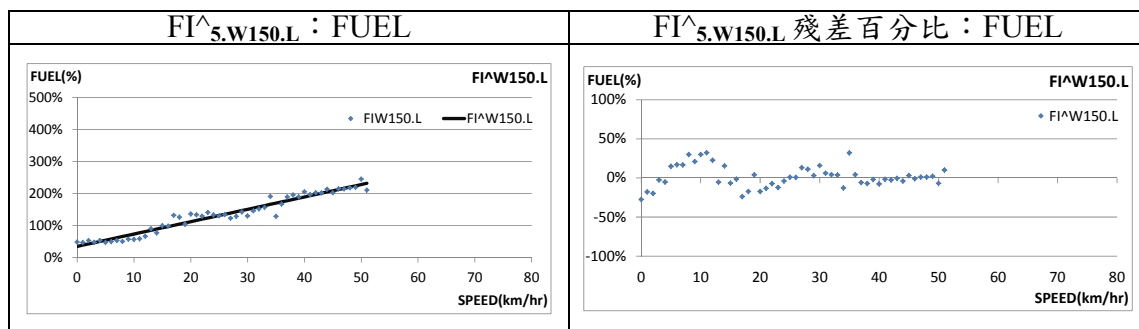 FI^5.W150.L：FUEL
FI^5.W150.L 殘差百分比：FUEL
FUEL(%)
FI^W150.L
500%
400%
300%
200%
100%
0%
FIW150.L
FI^W150.L
0 10 20 30 40 50 60 70 80
SPEED(km/hr)
FUEL(%)
FI^W150.L
100%
50%
0%
-50%
-100%
FI^W150.L
0 10 20 30 40 50 60 70 80
SPEED(km/hr)